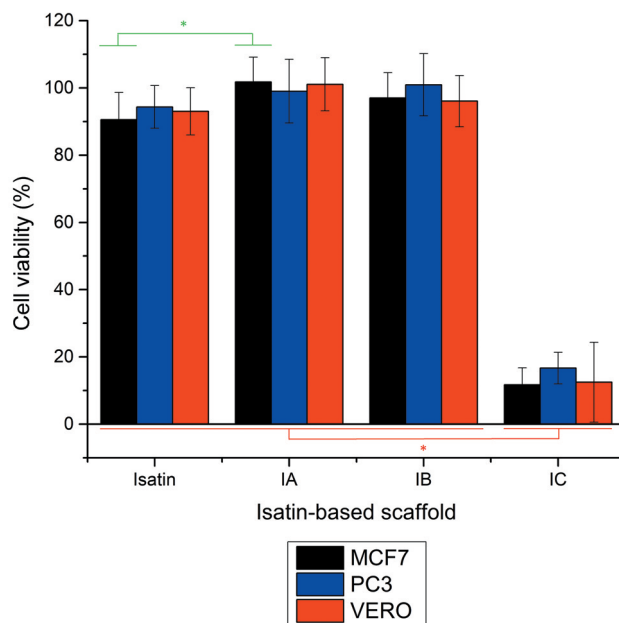 120
100
80
60
40
20
0
Cell viability (%)
*
*
Isatin IA IB IC
Isatin-based scaffold
MCF7
PC3
VERO